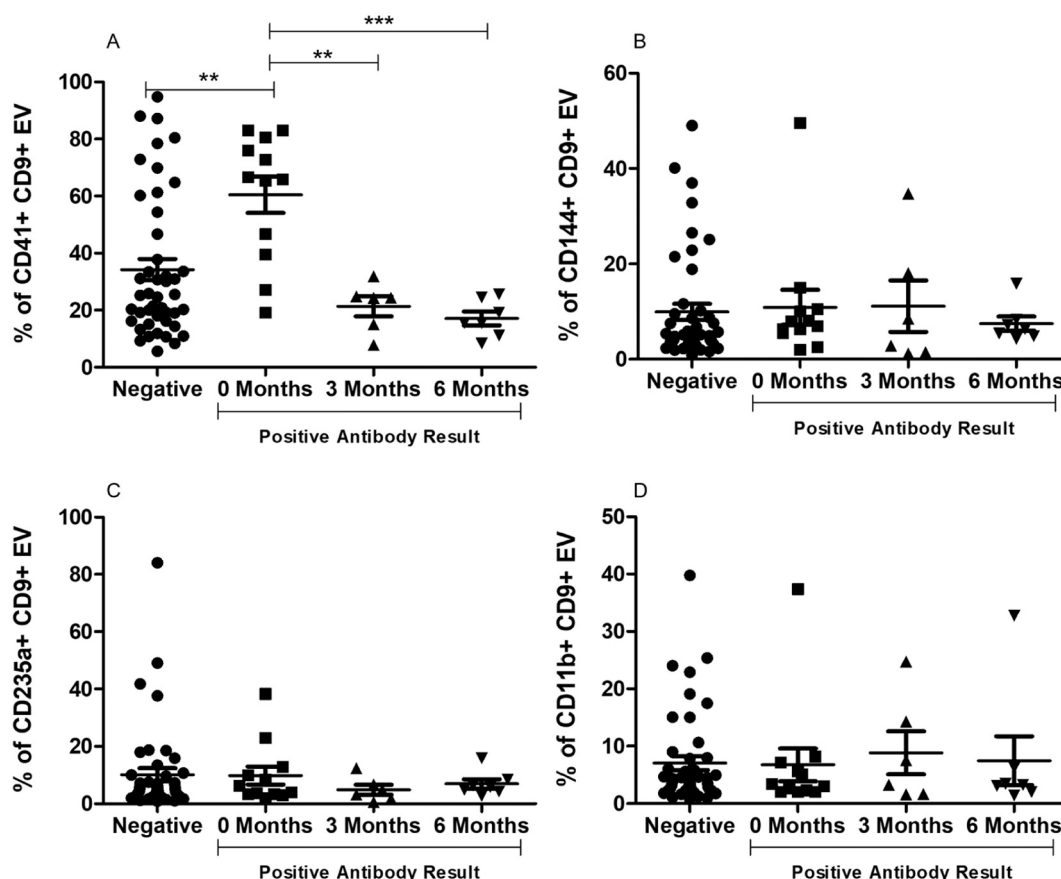 A
***
**
**
% of CD41+ CD9+ EV
100
80
60
40
20
0
Negative 0 Months 3 Months 6 Months
Positive Antibody Result
B
% of CD144+ CD9+ EV
60
40
20
0
Negative 0 Months 3 Months 6 Months
Positive Antibody Result
C
% of CD235a+ CD9+ EV
100
80
60
40
20
0
Negative 0 Months 3 Months 6 Months
Positive Antibody Result
D
% of CD11b+ CD9+ EV
50
40
30
20
10
0
Negative 0 Months 3 Months 6 Months
Positive Antibody Result